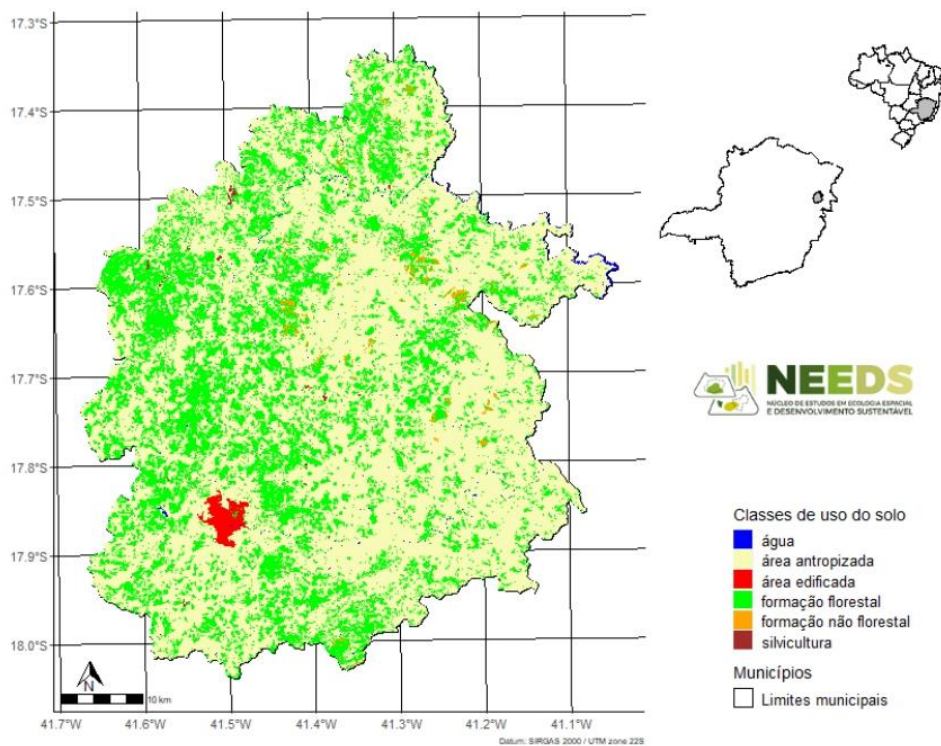 17.3°S
17.4°S
17.5°S
17.6°S
17.7°S
17.8°S
17.9°S
18.0°S
N
10 km
41.7°W 41.6°W 41.5°W 41.4°W 41.3°W 41.2°W 41.1°W
Datum: SIRGAS 2000 / UTM zone 22S
NEEDS
NÚCLEO DE ESTUDOS EM ECOLOGIA ESPACIAL
E DESENVOLVIMENTO SUSTENTÁVEL
Classes de uso do solo
água
área antropizada
área edificada
formação florestal
formação não florestal
silvicultura
Municípios
Limites municipais